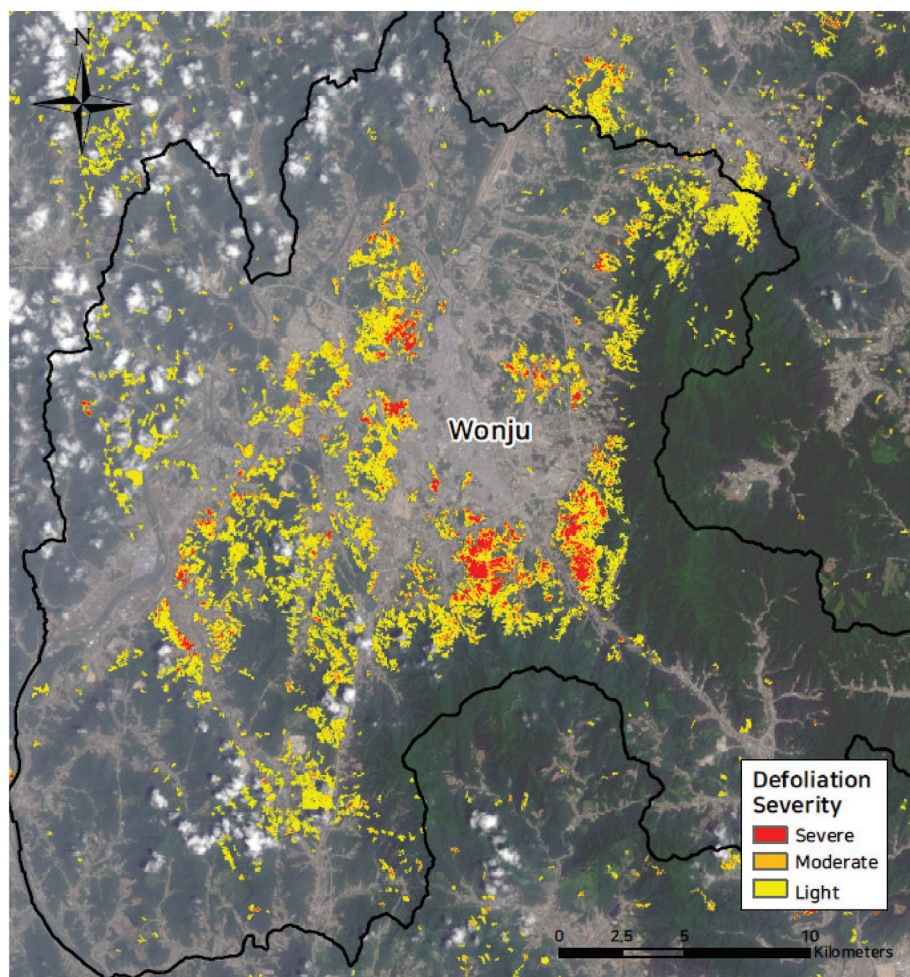 N
Wonju
Defoliation
Severity
Severe
Moderate
Light
0 2.5 5 10
Kilometers